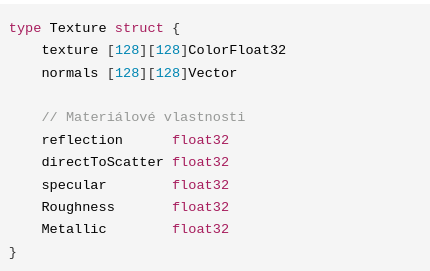 type Texture struct {
    texture [128][128]ColorFloat32
    normals [128][128]Vector

    // Materiálové vlastnosti
    reflection      float32
    directToScatter float32
    specular        float32
    Roughness       float32
    Metallic        float32
}